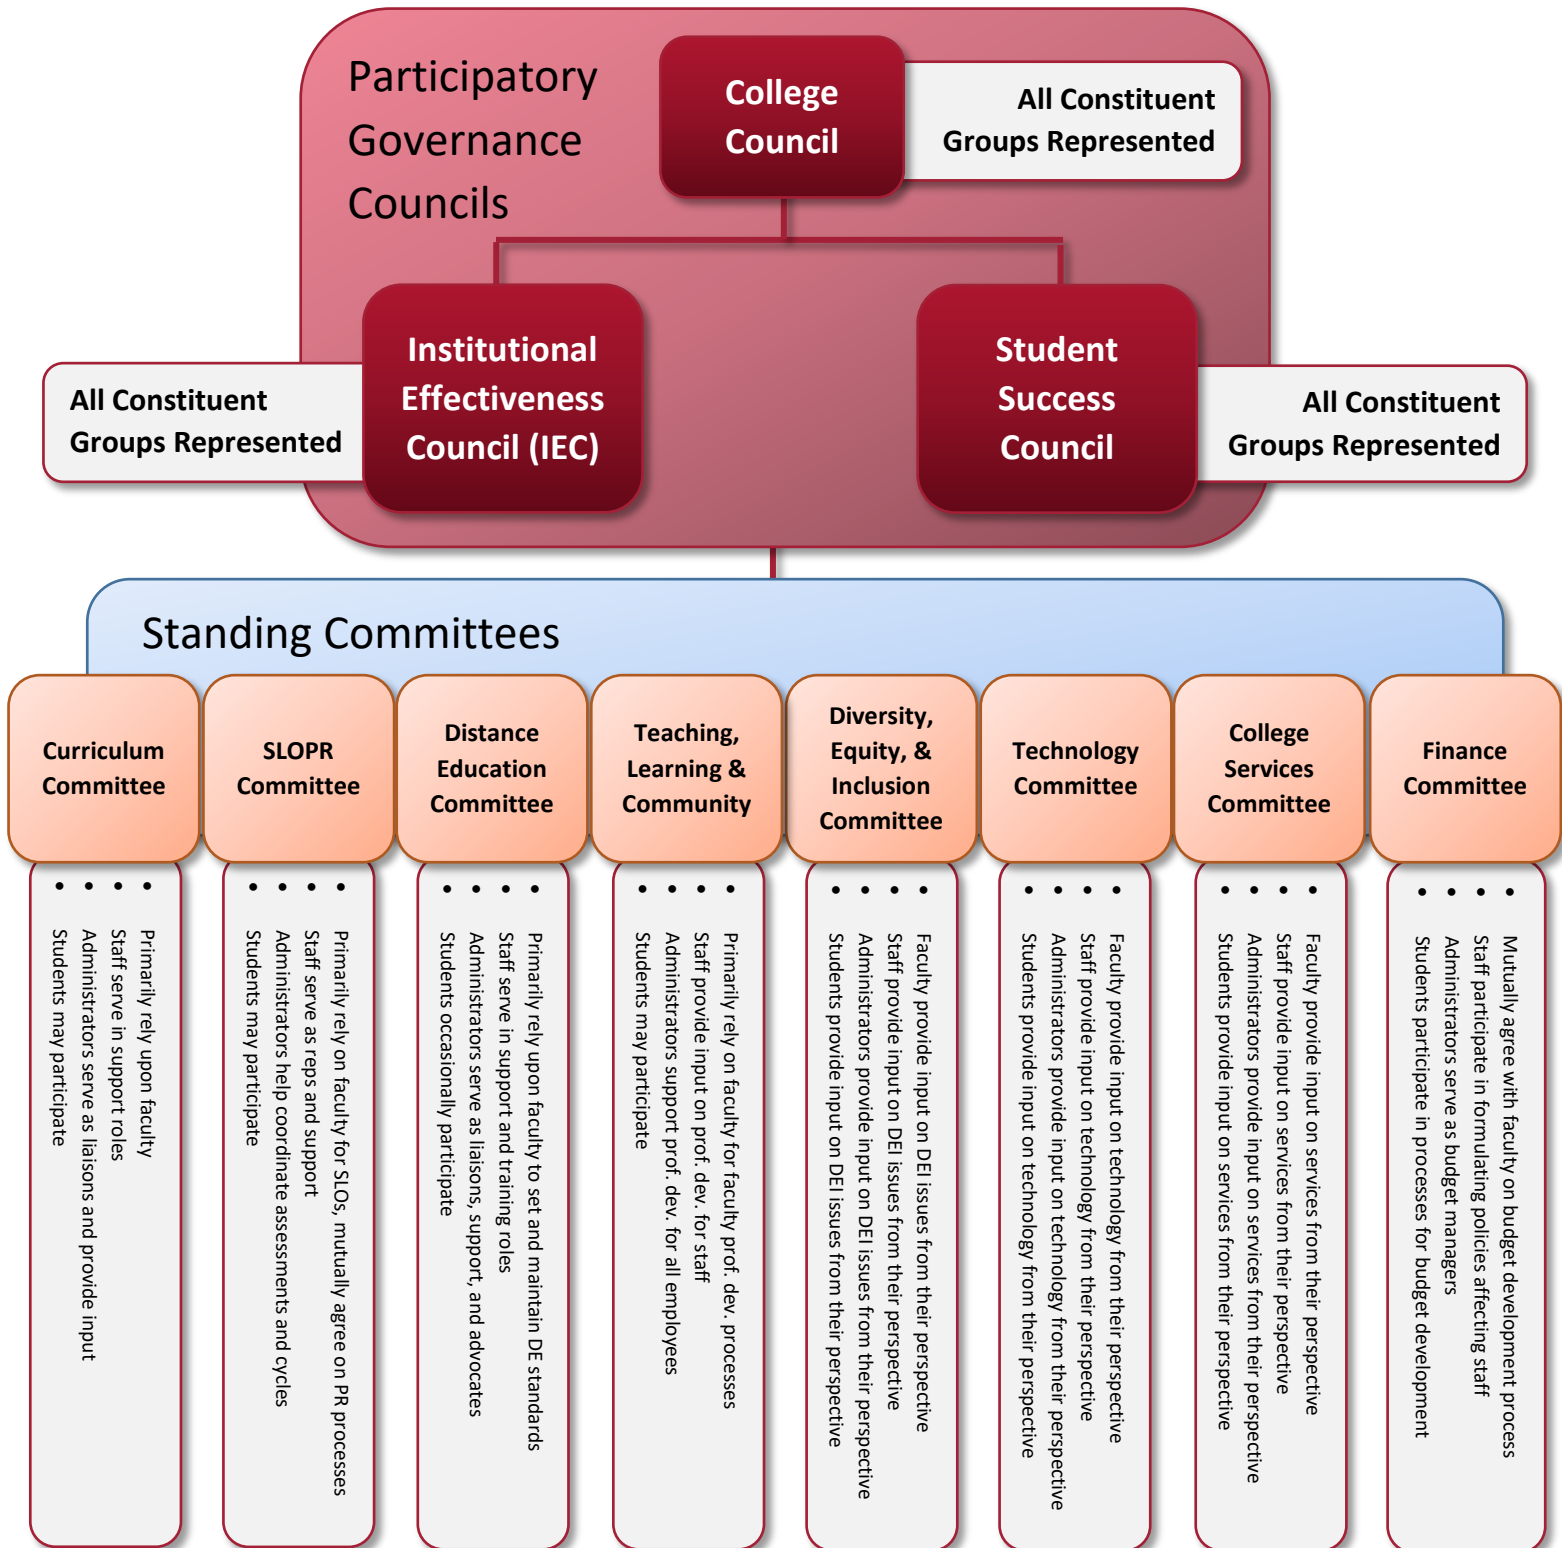 Participatory
Governance
Councils
College
Council
All Constituent
Groups Represented
Institutional
Effectiveness
Council (IEC)
All Constituent
Groups Represented
Student
Success
Council
All Constituent
Groups Represented
Standing Committees
Curriculum
Committee
• Primarily rely upon faculty
• Staff serve in support roles
• Administrators serve as liaisons and provide input
• Students may participate
SLOPR
Committee
• Primarily rely on faculty for SLOs, mutually agree on PR processes
• Staff serve as reps and support
• Administrators help coordinate assessments and cycles
• Students may participate
Distance
Education
Committee
• Primarily rely upon faculty to set and maintain DE standards
• Staff serve in support and training roles
• Administrators serve as liaisons, support, and advocates
• Students occasionally participate
Teaching,
Learning &
Community
• Primarily rely on faculty for faculty prof. dev. processes
• Staff provide input on prof. dev. for staff
• Administrators support prof. dev. for all employees
• Students may participate
Diversity,
Equity, &
Inclusion
Committee
• Faculty provide input on DEI issues from their perspective
• Staff provide input on DEI issues from their perspective
• Administrators provide input on DEI issues from their perspective
• Students provide input on DEI issues from their perspective
Technology
Committee
• Faculty provide input on technology from their perspective
• Staff provide input on technology from their perspective
• Administrators provide input on technology from their perspective
• Students provide input on technology from their perspective
College
Services
Committee
• Faculty provide input on services from their perspective
• Staff provide input on services from their perspective
• Administrators provide input on services from their perspective
• Students provide input on services from their perspective
Finance
Committee
• Mutually agree with faculty on budget development process
• Staff participate in formulating policies affecting staff
• Administrators serve as budget managers
• Students participate in processes for budget development